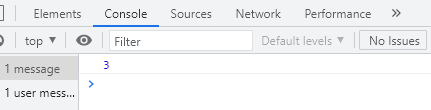 Elements Console Sources Network Performance »
top ▼ Filter Default levels ▼ No Issues
1 message 3
1 user mess... >